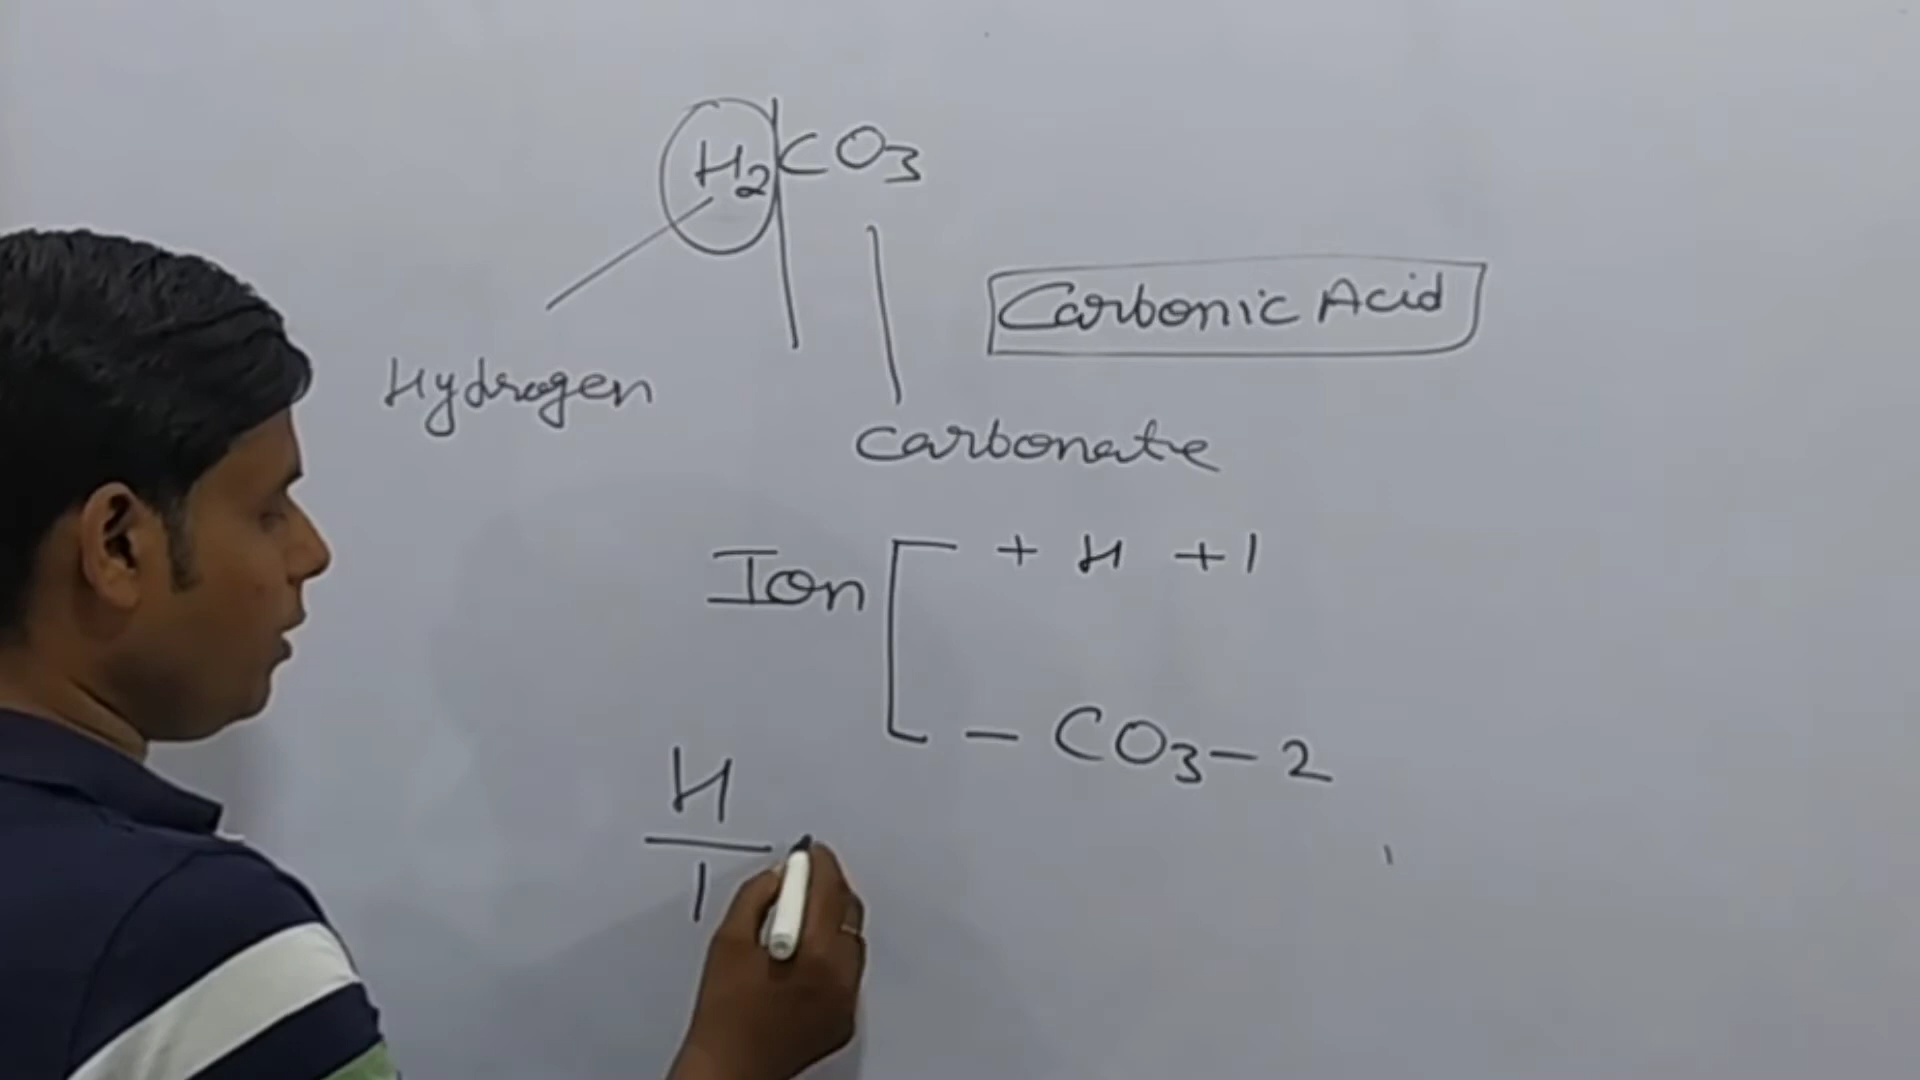 H2CO3
Carbonic Acid
Hydrogen
Carbonate
Ion
+ H +1
- CO3 - 2
H
1